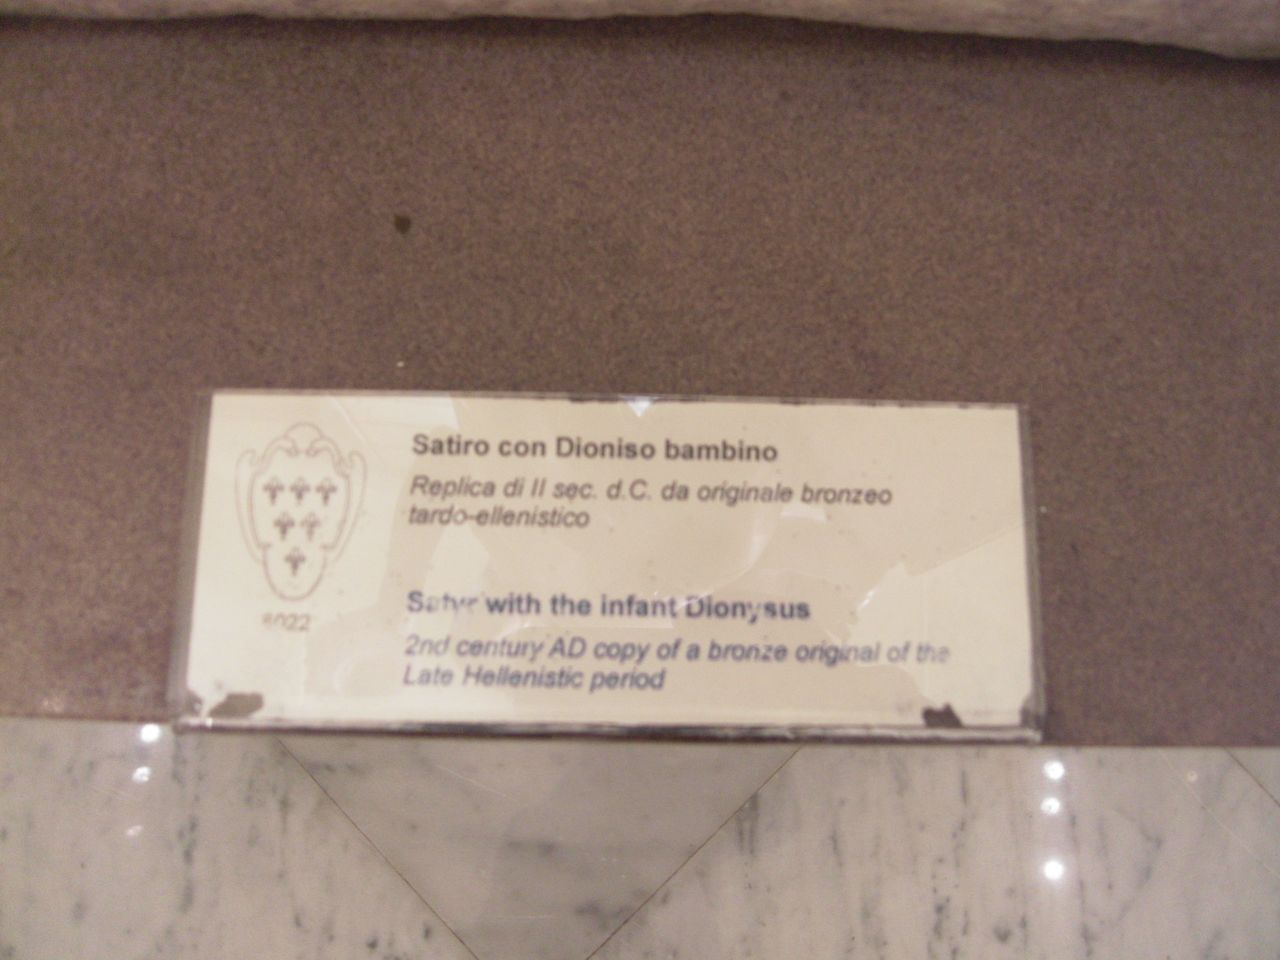 Satiro con Dioniso bambino
Replica di II sec. d.C. da originale bronzeo
tardo-ellenistico
Satyr with the infant Dionysus
2nd century AD copy of a bronze original of the
Late Hellenistic period
6022